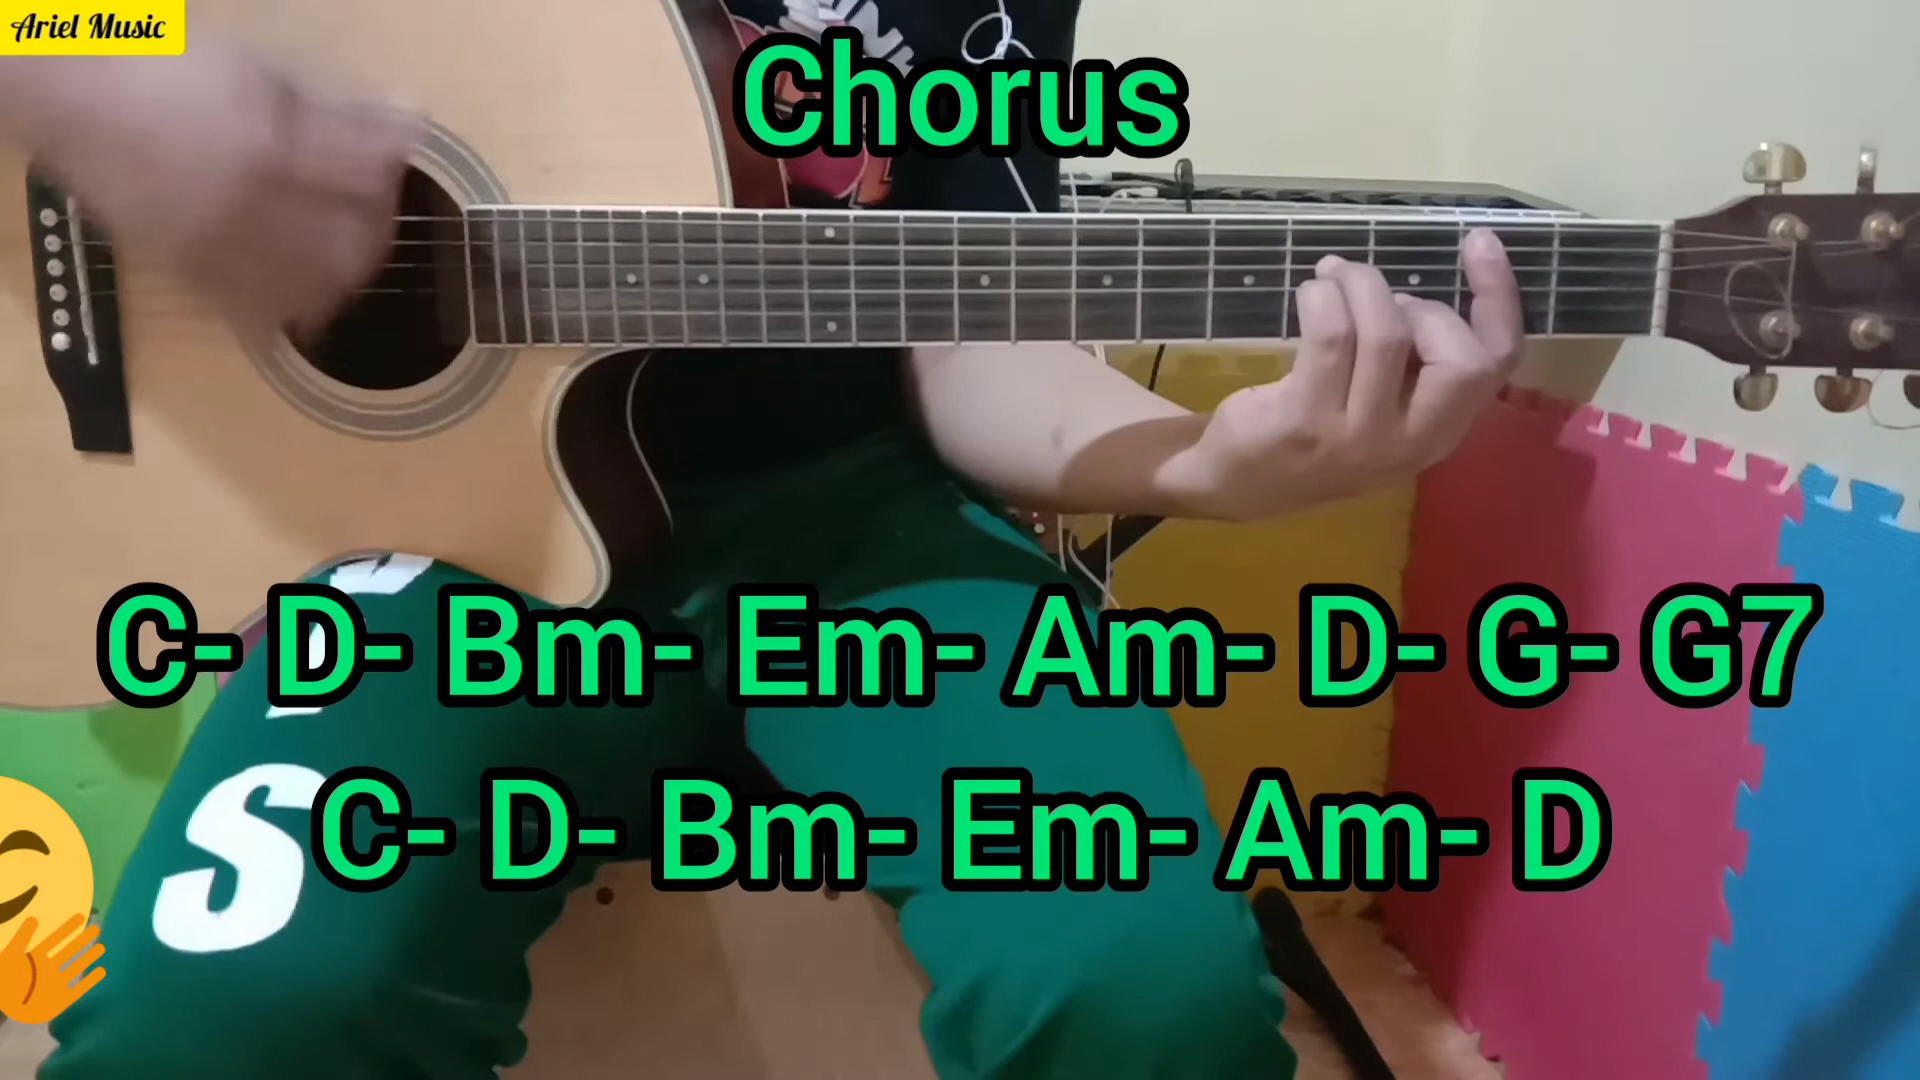 Ariel Music
Chorus
C- D- Bm- Em- Am- D- G- G7
C- D- Bm- Em- Am- D
S